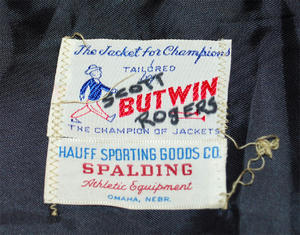 The Jacket for Champions
TAILORED
by
SCOTT
BUTWIN
ROGERS
THE CHAMPION OF JACKETS
HAUFF SPORTING GOODS CO.
SPALDING
Athletic Equipment
OMAHA, NEBR.